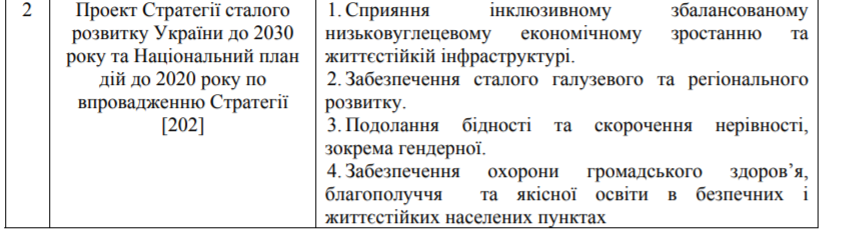 2
Проект Стратегії сталого
розвитку України до 2030
року та Національний план
дій до 2020 року по
впровадженню Стратегії
[202]
1. Сприяння інклюзивному збалансованому
низьковуглецевому економічному зростанню та
життєстійкій інфраструктурі.
2. Забезпечення сталого галузевого та регіонального
розвитку.
3. Подолання бідності та скорочення нерівності,
зокрема гендерної.
4. Забезпечення охорони громадського здоров’я,
благополуччя та якісної освіти в безпечних і
життєстійких населених пунктах